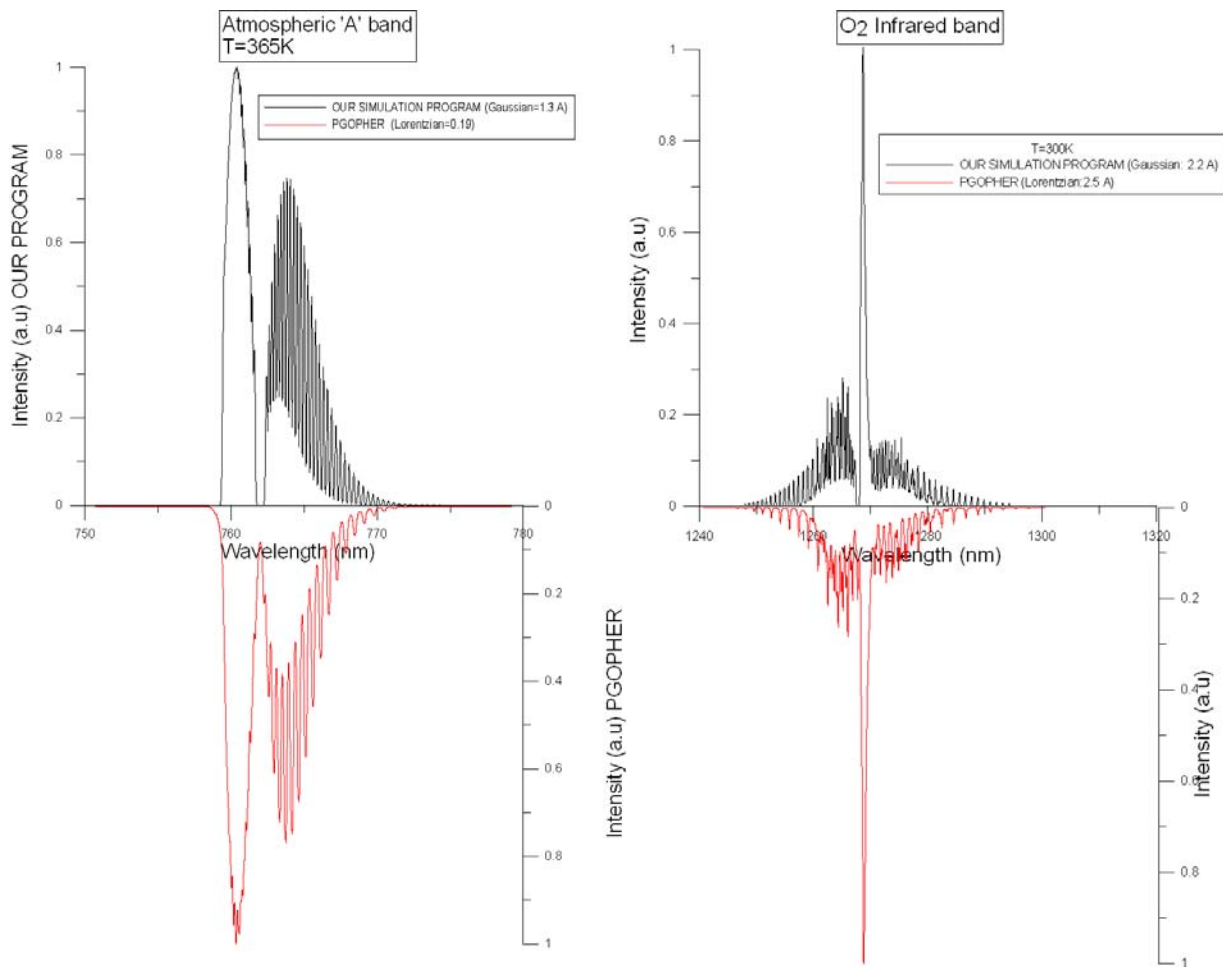 Atmospheric 'A' band
T=365K
OUR SIMULATION PROGRAM (Gaussian=1.3 A)
PGOPHER (Lorentzian=0.19)
Intensity (a.u) OUR PROGRAM
1
0.8
0.6
0.4
0.2
0
750
760
770
780
Wavelength (nm)
0
0.2
0.4
0.6
0.8
1
Intensity (a.u) PGOPHER
O2 Infrared band
T=300K
OUR SIMULATION PROGRAM (Gaussian: 2.2 A)
PGOPHER (Lorentzian:2.5 A)
Intensity (a.u)
1
0.8
0.6
0.4
0.2
0
1240
1260
1280
1300
1320
Wavelength (nm)
0
0.2
0.4
0.6
0.8
1
Intensity (a.u)